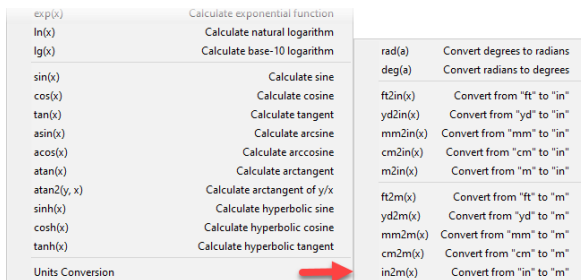 exp(x) Calculate exponential function
ln(x) Calculate natural logarithm
lg(x) Calculate base-10 logarithm
sin(x) Calculate sine
cos(x) Calculate cosine
tan(x) Calculate tangent
asin(x) Calculate arcsine
acos(x) Calculate arccosine
atan(x) Calculate arctangent
atan2(y, x) Calculate arctangent of y/x
sinh(x) Calculate hyperbolic sine
cosh(x) Calculate hyperbolic cosine
tanh(x) Calculate hyperbolic tangent
Units Conversion
rad(a) Convert degrees to radians
deg(a) Convert radians to degrees
ft2in(x) Convert from "ft" to "in"
yd2in(x) Convert from "yd" to "in"
mm2in(x) Convert from "mm" to "in"
cm2in(x) Convert from "cm" to "in"
m2in(x) Convert from "m" to "in"
ft2m(x) Convert from "ft" to "m"
yd2m(x) Convert from "yd" to "m"
mm2m(x) Convert from "mm" to "m"
cm2m(x) Convert from "cm" to "m"
in2m(x) Convert from "in" to "m"